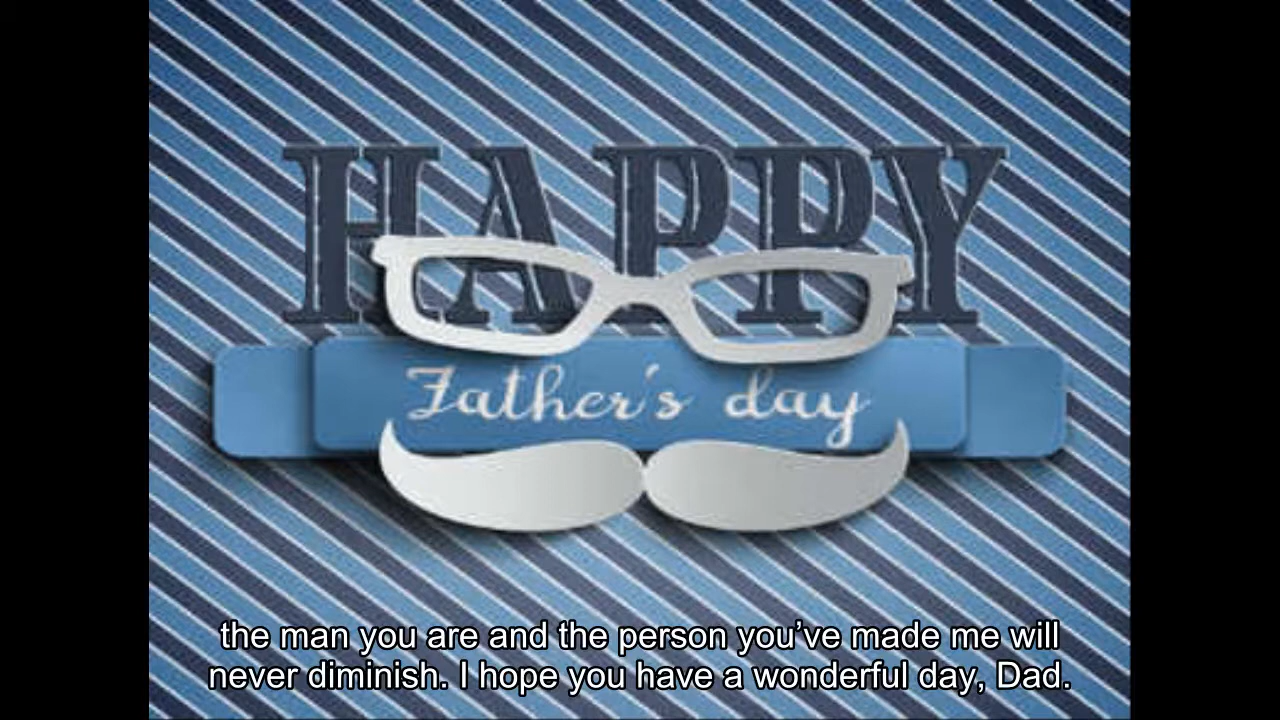 HAPPY
Father's day
the man you are and the person you’ve made me will
never diminish. I hope you have a wonderful day, Dad.